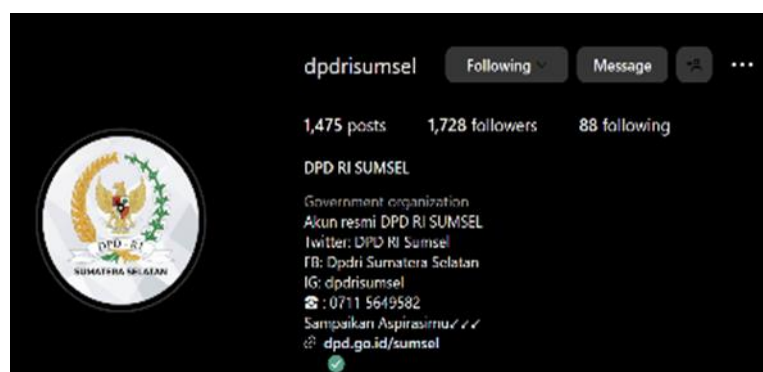 dpdrisumsel Following Message
1,475 posts 1,728 followers 88 following
DPD RI SUMSEL
Government organization
Akun resmi DPD RI SUMSEL
Twitter: DPD RI Sumsel
FB: Dpdri Sumatera Selatan
IG: dpdrisumsel
☎ : 0711 5649582
Sampaikan Aspirasimu✓✓✓
dpd.go.id/sumsel
DPD - RI
SUMATERA SELATAN